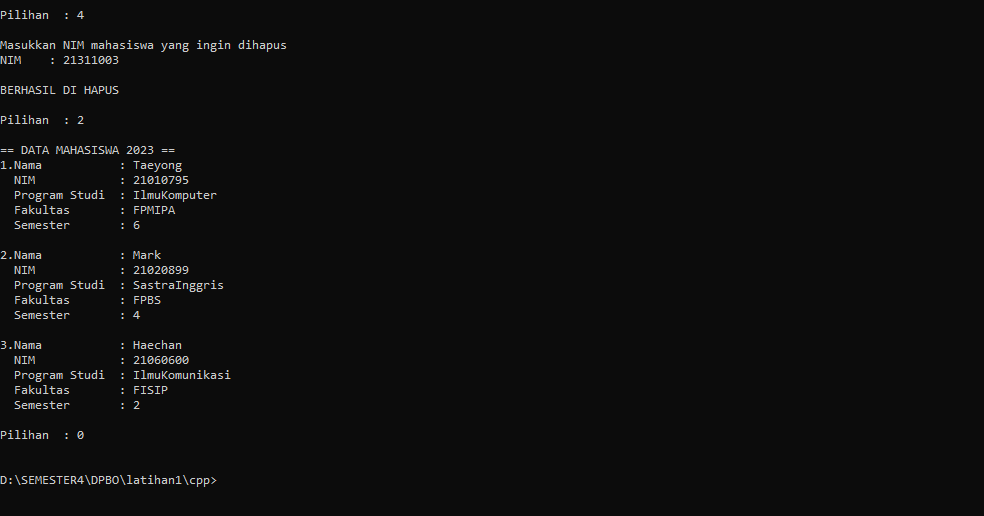 Pilihan  : 4
Masukkan NIM mahasiswa yang ingin dihapus
NIM    : 21311003
BERHASIL DI HAPUS
Pilihan  : 2
== DATA MAHASISWA 2023 ==
1.Nama           : Taeyong
  NIM            : 21010795
  Program Studi  : IlmuKomputer
  Fakultas       : FPMIPA
  Semester       : 6
2.Nama           : Mark
  NIM            : 21020899
  Program Studi  : SastraInggris
  Fakultas       : FPBS
  Semester       : 4
3.Nama           : Haechan
  NIM            : 21060600
  Program Studi  : IlmuKomunikasi
  Fakultas       : FISIP
  Semester       : 2
Pilihan  : 0
D:\SEMESTER4\DPBO\latihan1\cpp>